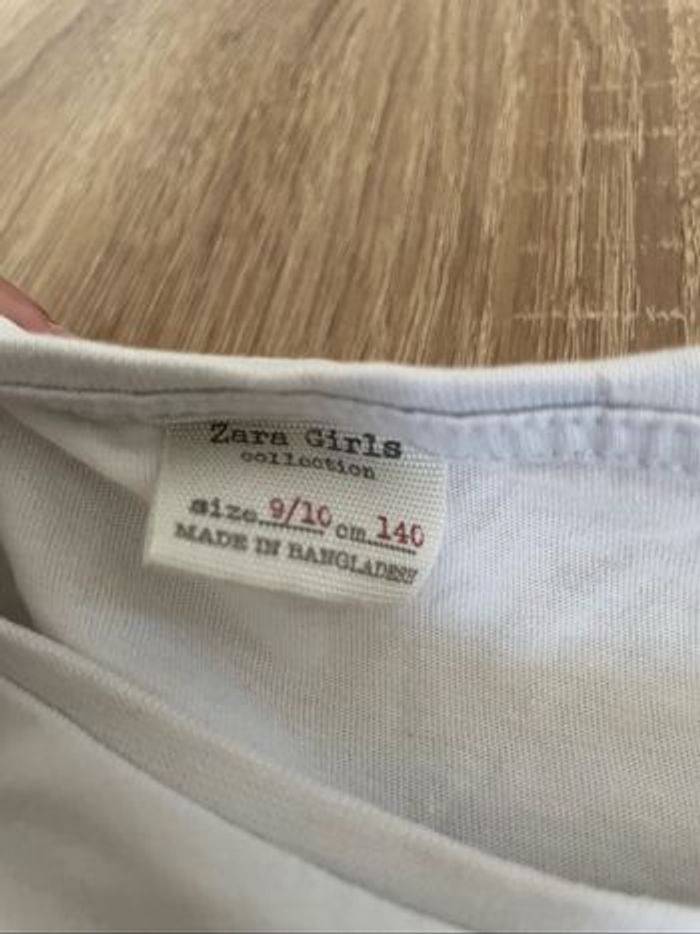 Zara Girls
collection
size 9/10 cm 140
MADE IN BANGLADESH